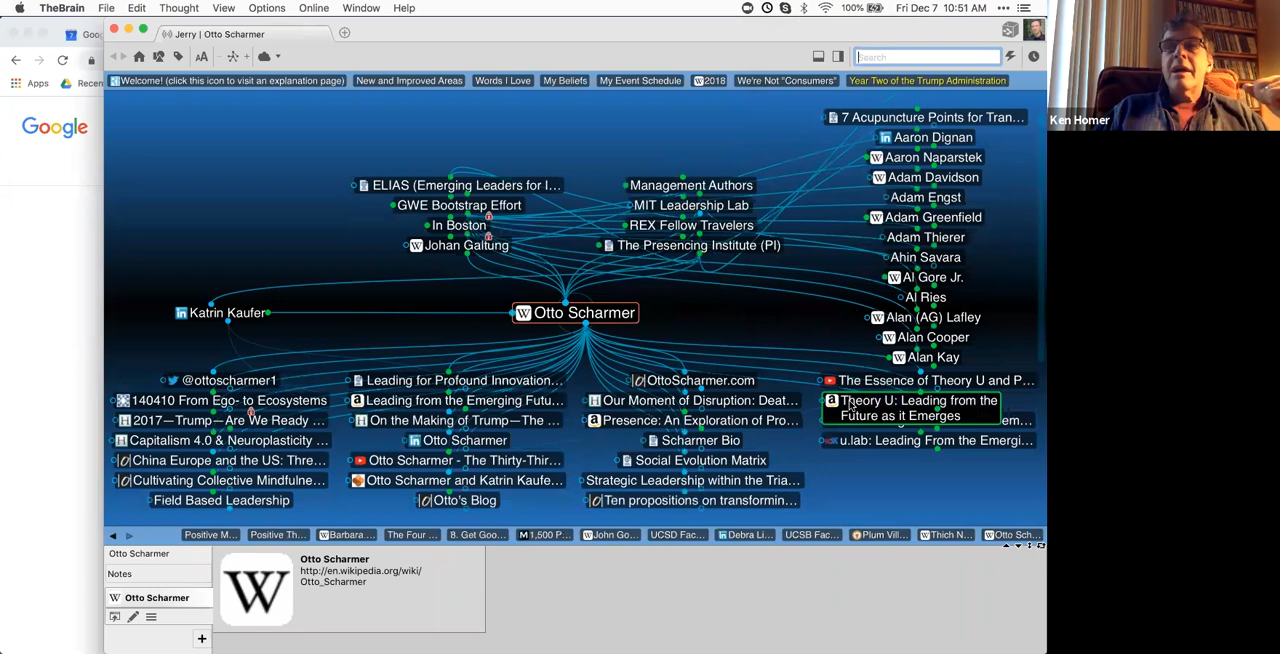 TheBrain File Edit Thought View Options Online Window Help 100% Fri Dec 7 10:51 AM
Jerry | Otto Scharmer
Goo
Apps
Recen
Google
AA
Search
Welcome! (click this icon to visit an explanation page)
New and Improved Areas
Words I Love
My Beliefs
My Event Schedule
2018
We're Not "Consumers"
Year Two of the Trump Administration
Ken Homer
ELIAS (Emerging Leaders for I...
GWE Bootstrap Effort
In Boston
Johan Galtung
Management Authors
MIT Leadership Lab
REX Fellow Travelers
The Presencing Institute (PI)
7 Acupuncture Points for Tran...
Aaron Dignan
Aaron Naparstek
Adam Davidson
Adam Engst
Adam Greenfield
Adam Thierer
Ahin Savara
Al Gore Jr.
Al Ries
Alan (AG) Lafley
Alan Cooper
Alan Kay
Katrin Kaufer
Otto Scharmer
@ottoscharmer1
140410 From Ego- to Ecosystems
2017—Trump—Are We Ready ...
Capitalism 4.0 & Neuroplasticity ...
China Europe and the US: Thre...
Cultivating Collective Mindfulne...
Field Based Leadership
Leading for Profound Innovation...
Leading from the Emerging Futu...
On the Making of Trump—The ...
Otto Scharmer
Otto Scharmer - The Thirty-Thir...
Otto Scharmer and Katrin Kaufe...
Otto's Blog
OttoScharmer.com
Our Moment of Disruption: Deat...
Presence: An Exploration of Pro...
Scharmer Bio
Social Evolution Matrix
Strategic Leadership within the Tria...
Ten propositions on transformin...
The Essence of Theory U and P...
Theory U: Leading from the
Future as it Emerges
u.lab: Leading From the Emergi...
Positive M...
Positive Th...
Barbara...
The Four ...
8. Get Goo...
1,500 P...
John Go...
UCSD Fac...
Debra Li...
UCSB Fac...
Plum Vill...
Thich N...
Otto Sch...
Otto Scharmer
Notes
Otto Scharmer
Otto Scharmer
http://en.wikipedia.org/wiki/
Otto_Scharmer